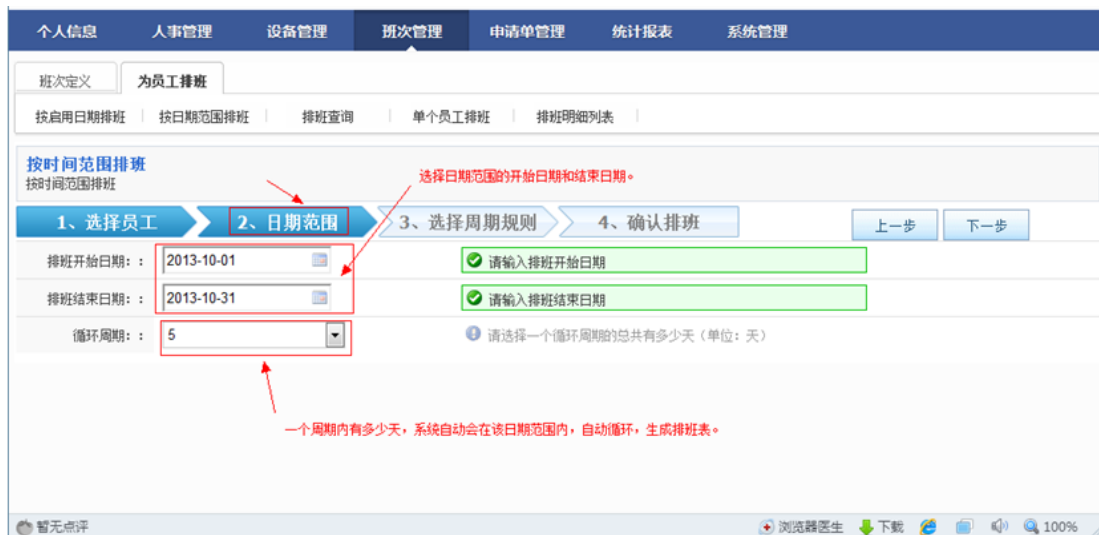 个人信息 人事管理 设备管理 班次管理 申请单管理 统计报表 系统管理
班次定义 为员工排班
按启用日期排班 按日期范围排班 排班查询 单个员工排班 排班明细列表
按时间范围排班
按时间范围排班
选择日期范围的开始日期和结束日期。
1、选择员工 2、日期范围 3、选择周期规则 4、确认排班 上一步 下一步
排班开始日期：： 2013-10-01 请输入排班开始日期
排班结束日期：： 2013-10-31 请输入排班结束日期
循环周期：： 5 请选择一个循环周期的总共有多少天（单位：天）
一个周期内有多少天，系统自动会在该日期范围内，自动循环，生成排班表。
暂无点评 浏览器医生 下载 100%